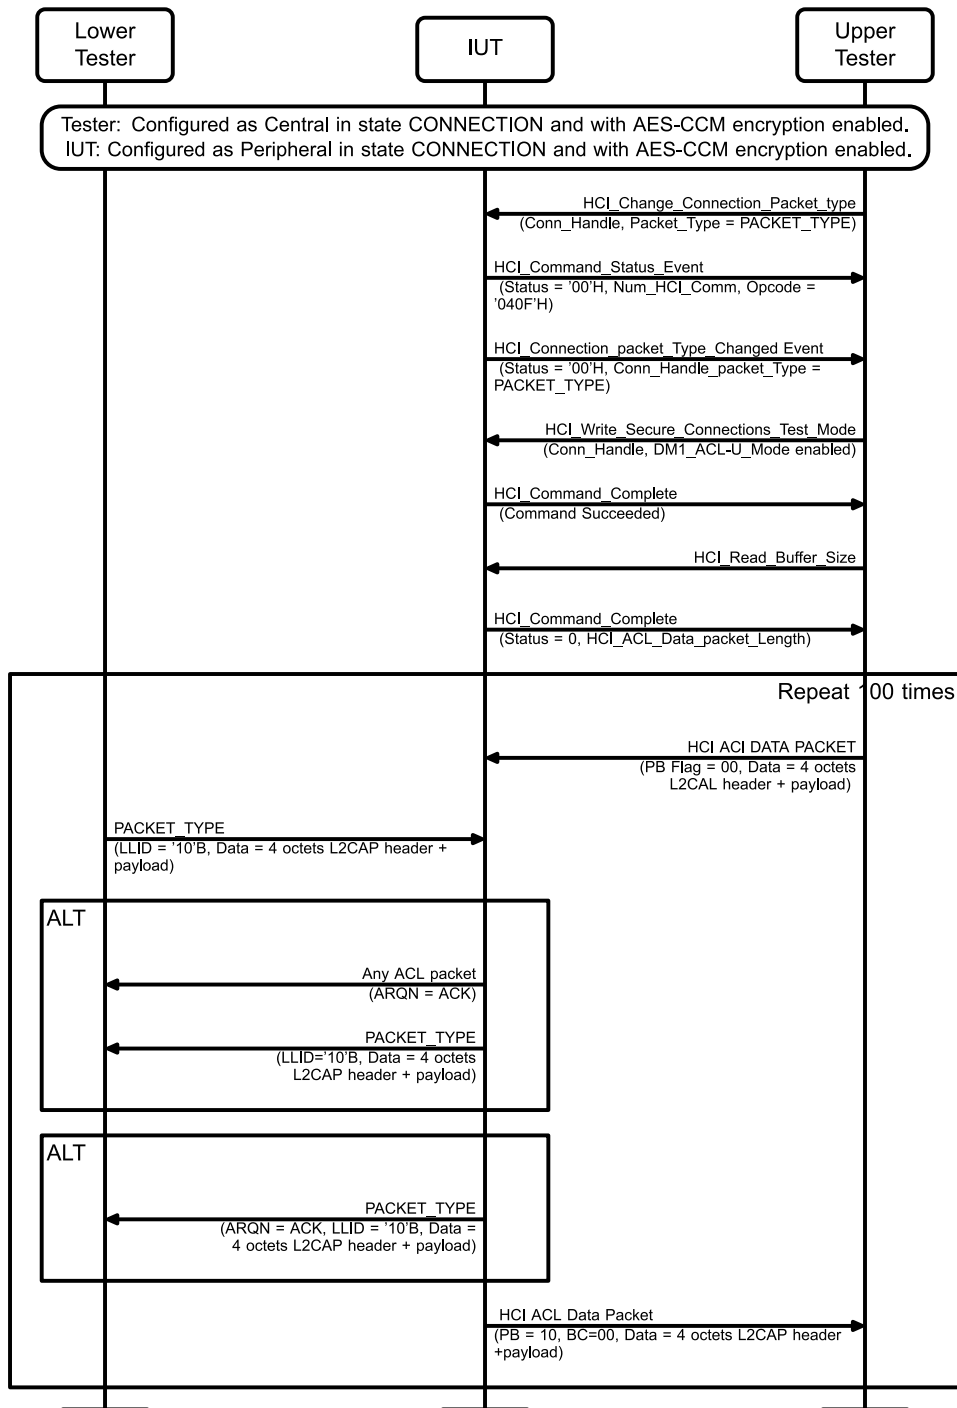 Lower
Tester
IUT
Upper
Tester
Tester: Configured as Central in state CONNECTION and with AES-CCM encryption enabled.
IUT: Configured as Peripheral in state CONNECTION and with AES-CCM encryption enabled.
HCI_Change_Connection_Packet_type
(Conn_Handle, Packet_Type = PACKET_TYPE)
HCI_Command_Status_Event
(Status = '00'H, Num_HCI_Comm, Opcode =
'040F'H)
HCI_Connection_packet_Type_Changed Event
(Status = '00'H, Conn_Handle_packet_Type =
PACKET_TYPE)
HCI_Write_Secure_Connections_Test_Mode
(Conn_Handle, DM1_ACL-U_Mode enabled)
HCI_Command_Complete
(Command Succeeded)
HCI_Read_Buffer_Size
HCI_Command_Complete
(Status = 0, HCI_ACL_Data_packet_Length)
Repeat 100 times
HCI ACI DATA PACKET
(PB Flag = 00, Data = 4 octets
L2CAL header + payload)
PACKET_TYPE
(LLID = '10'B, Data = 4 octets L2CAP header +
payload)
ALT
Any ACL packet
(ARQN = ACK)
PACKET_TYPE
(LLID='10'B, Data = 4 octets
L2CAP header + payload)
ALT
PACKET_TYPE
(ARQN = ACK, LLID = '10'B, Data =
4 octets L2CAP header + payload)
HCI ACL Data Packet
(PB = 10, BC=00, Data = 4 octets L2CAP header
+payload)